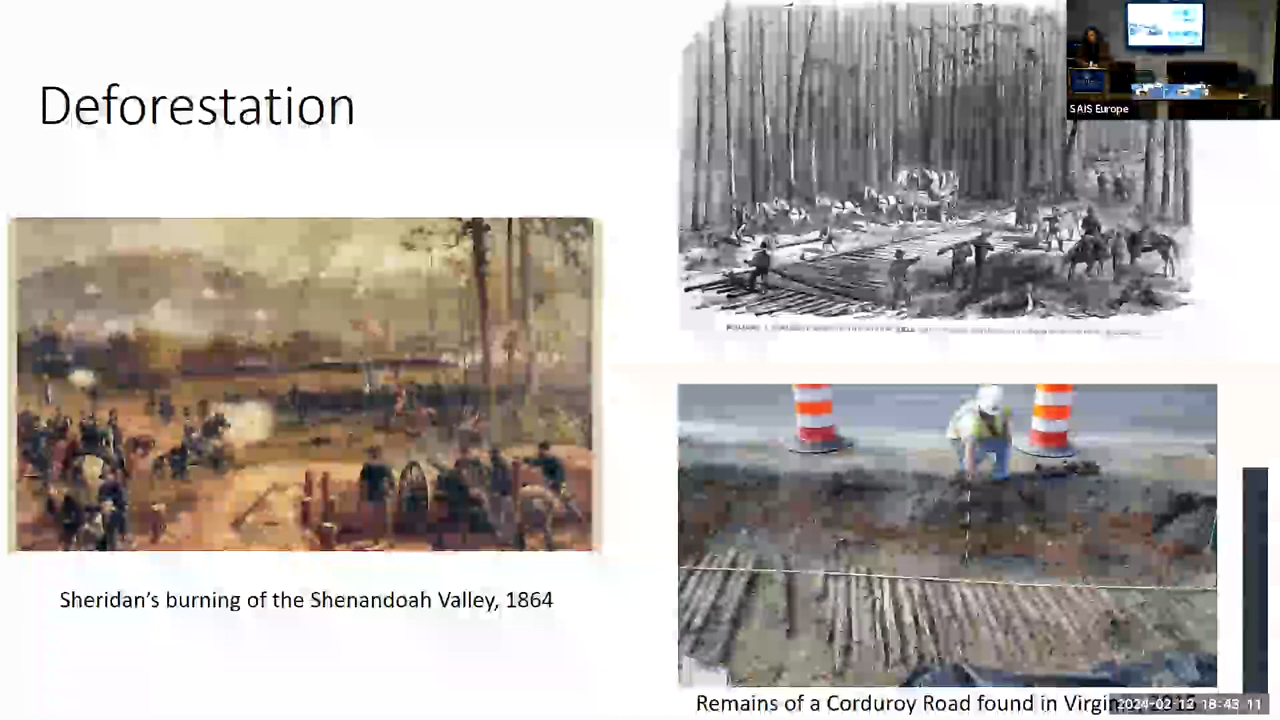 Deforestation
SAIS Europe
Sheridan's burning of the Shenandoah Valley, 1864
Remains of a Corduroy Road found in
2024-02-12 18:43 11